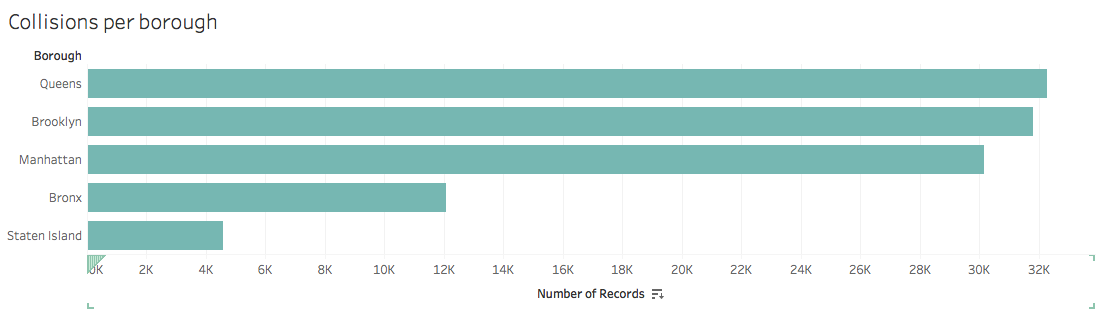 Collisions per borough
Borough
Queens
Brooklyn
Manhattan
Bronx
Staten Island
0K 2K 4K 6K 8K 10K 12K 14K 16K 18K 20K 22K 24K 26K 28K 30K 32K
Number of Records